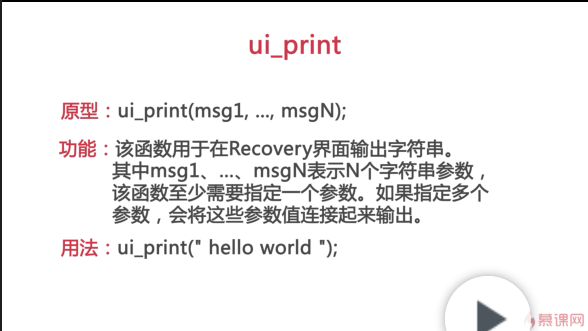 ui_print
原型：ui_print(msg1, ..., msgN);
功能：该函数用于在Recovery界面输出字符串。
其中msg1、...、msgN表示N个字符串参数，
该函数至少需要指定一个参数。如果指定多个
参数，会将这些参数值连接起来输出。
用法：ui_print(" hello world ");
慕课网